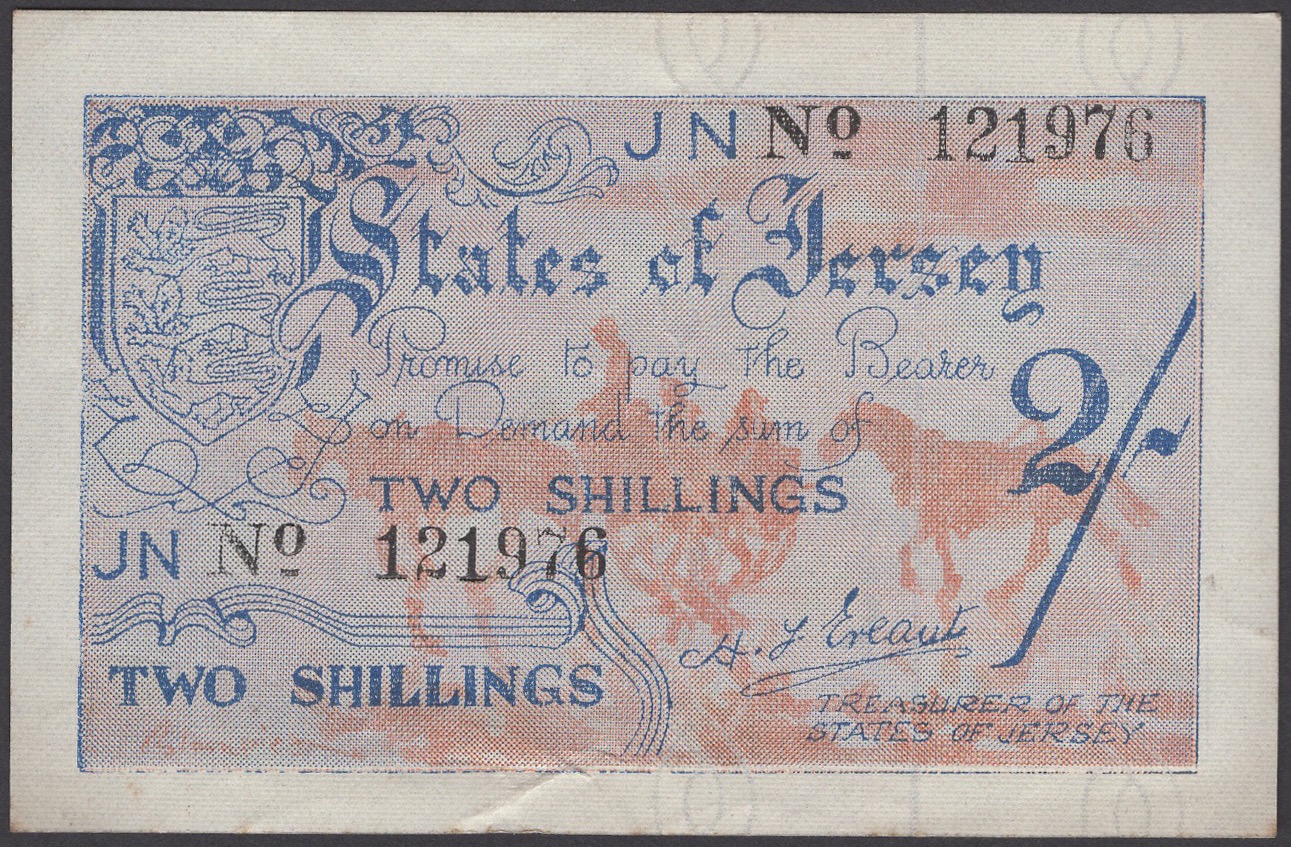 JN Nº 121976
States of Jersey
Promise to pay the Bearer
on Demand the sum of
2/-
TWO SHILLINGS
JN Nº 121976
H. F. Ereaut
TWO SHILLINGS
TREASURER OF THE
STATES OF JERSEY